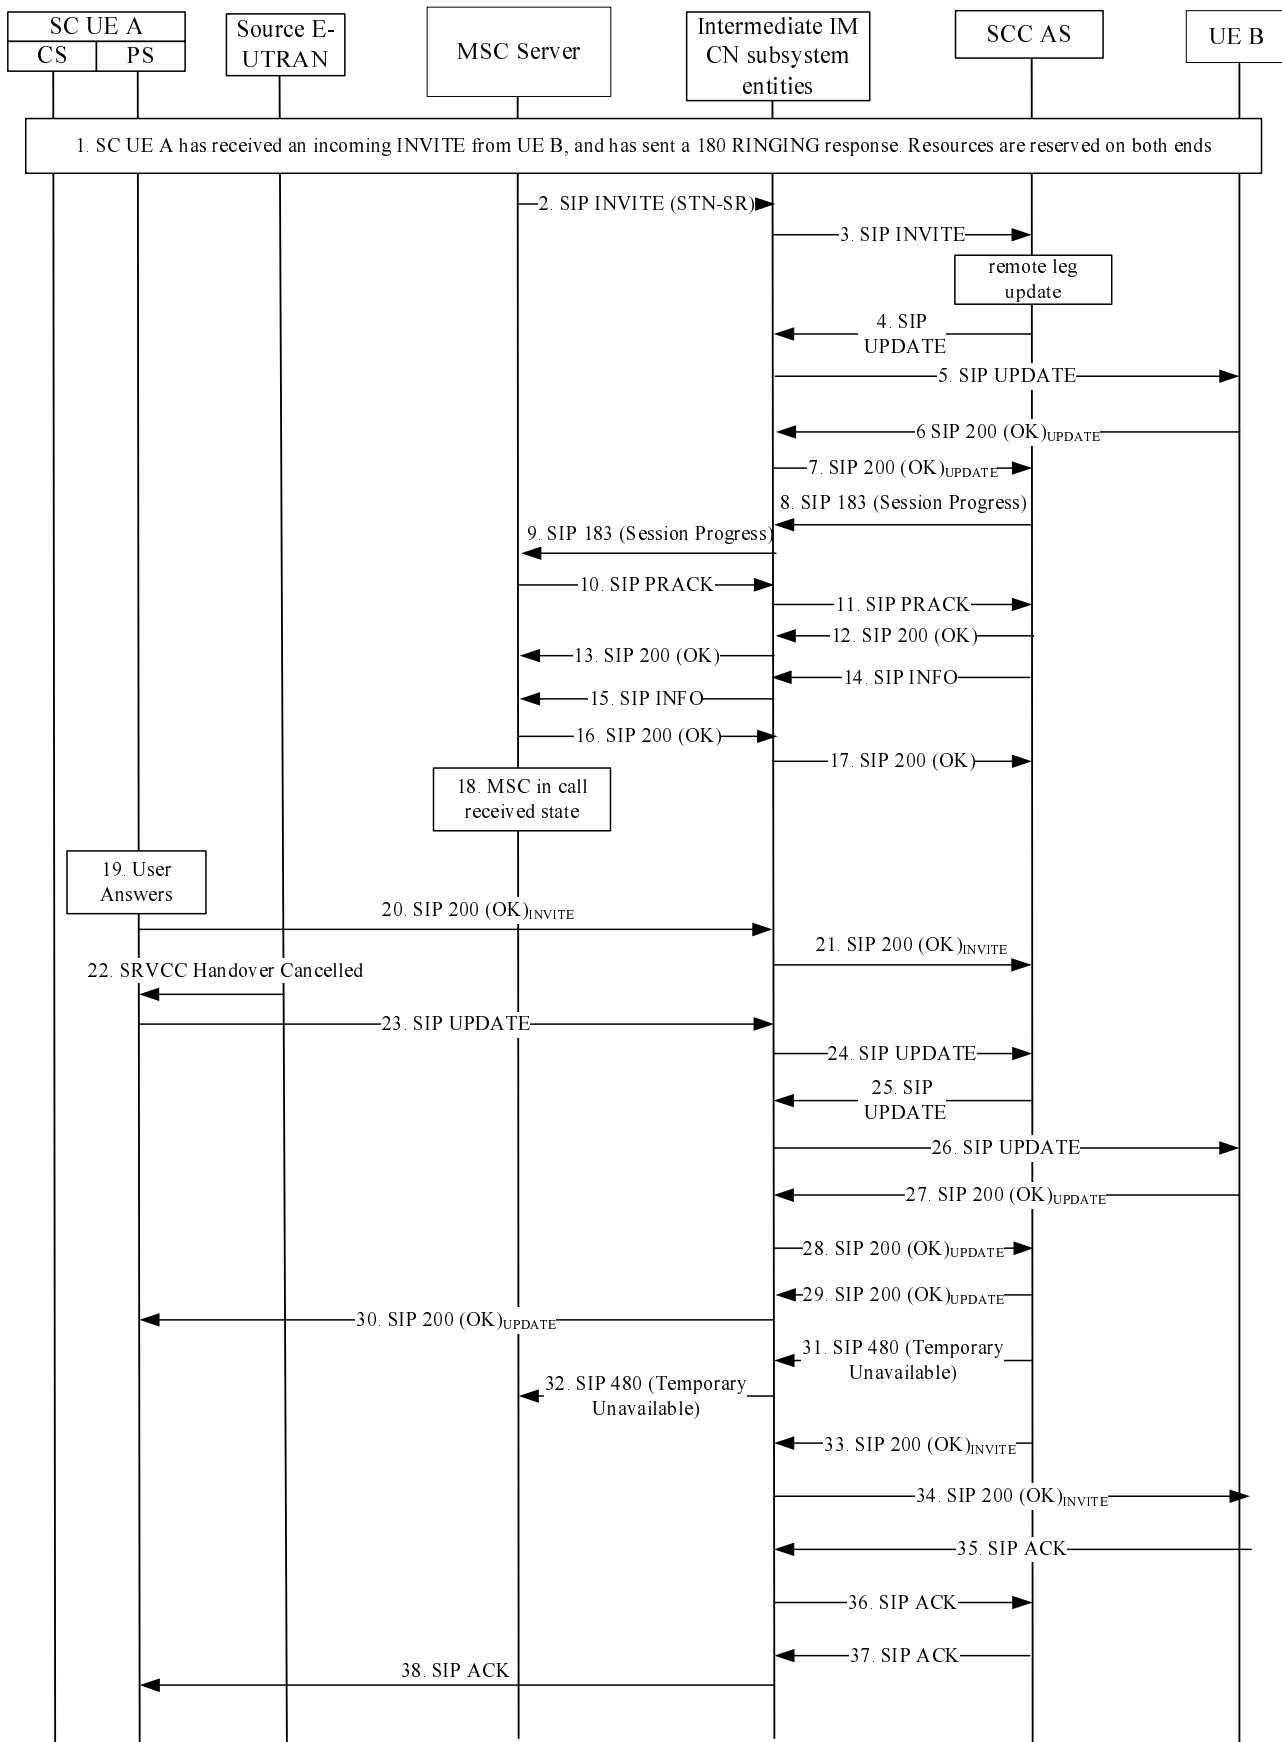 SC UE A
CS
PS
Source E-
UTRAN
MSC Server
Intermediate IM
CN subsystem
entities
SCC AS
UE B
1. SC UE A has received an incoming INVITE from UE B, and has sent a 180 RINGING response. Resources are reserved on both ends
2. SIP INVITE (STN-SR)
3. SIP INVITE
remote leg
update
4. SIP
UPDATE
5. SIP UPDATE
6 SIP 200 (OK)UPDATE
7. SIP 200 (OK)UPDATE
8. SIP 183 (Session Progress)
9. SIP 183 (Session Progress)
10. SIP PRACK
11. SIP PRACK
12. SIP 200 (OK)
13. SIP 200 (OK)
14. SIP INFO
15. SIP INFO
16. SIP 200 (OK)
17. SIP 200 (OK)
18. MSC in call
received state
19. User
Answers
20. SIP 200 (OK)INVITE
21. SIP 200 (OK)INVITE
22. SRVCC Handover Cancelled
23. SIP UPDATE
24. SIP UPDATE
25. SIP
UPDATE
26. SIP UPDATE
27. SIP 200 (OK)UPDATE
28. SIP 200 (OK)UPDATE
29. SIP 200 (OK)UPDATE
30. SIP 200 (OK)UPDATE
31. SIP 480 (Temporary
Unavailable)
32. SIP 480 (Temporary
Unavailable)
33. SIP 200 (OK)INVITE
34. SIP 200 (OK)INVITE
35. SIP ACK
36. SIP ACK
37. SIP ACK
38. SIP ACK